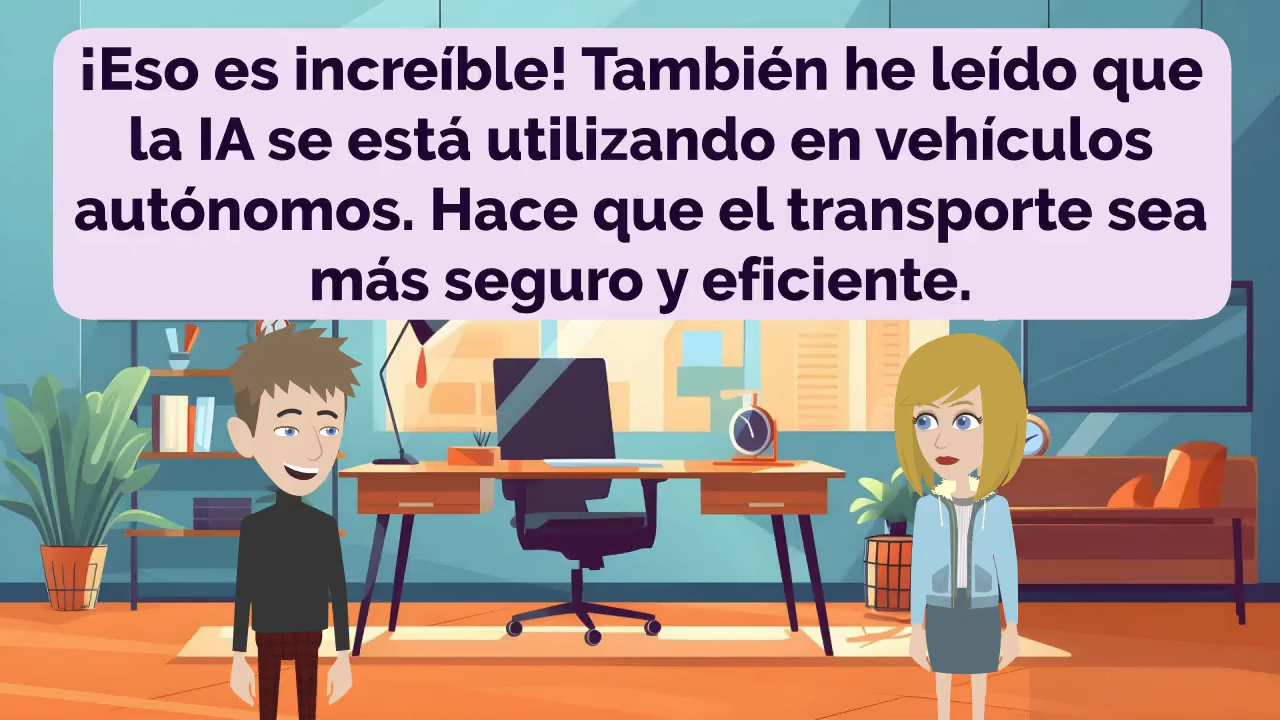 ¡Eso es increíble! También he leído que
la IA se está utilizando en vehículos
autónomos. Hace que el transporte sea
más seguro y eficiente.